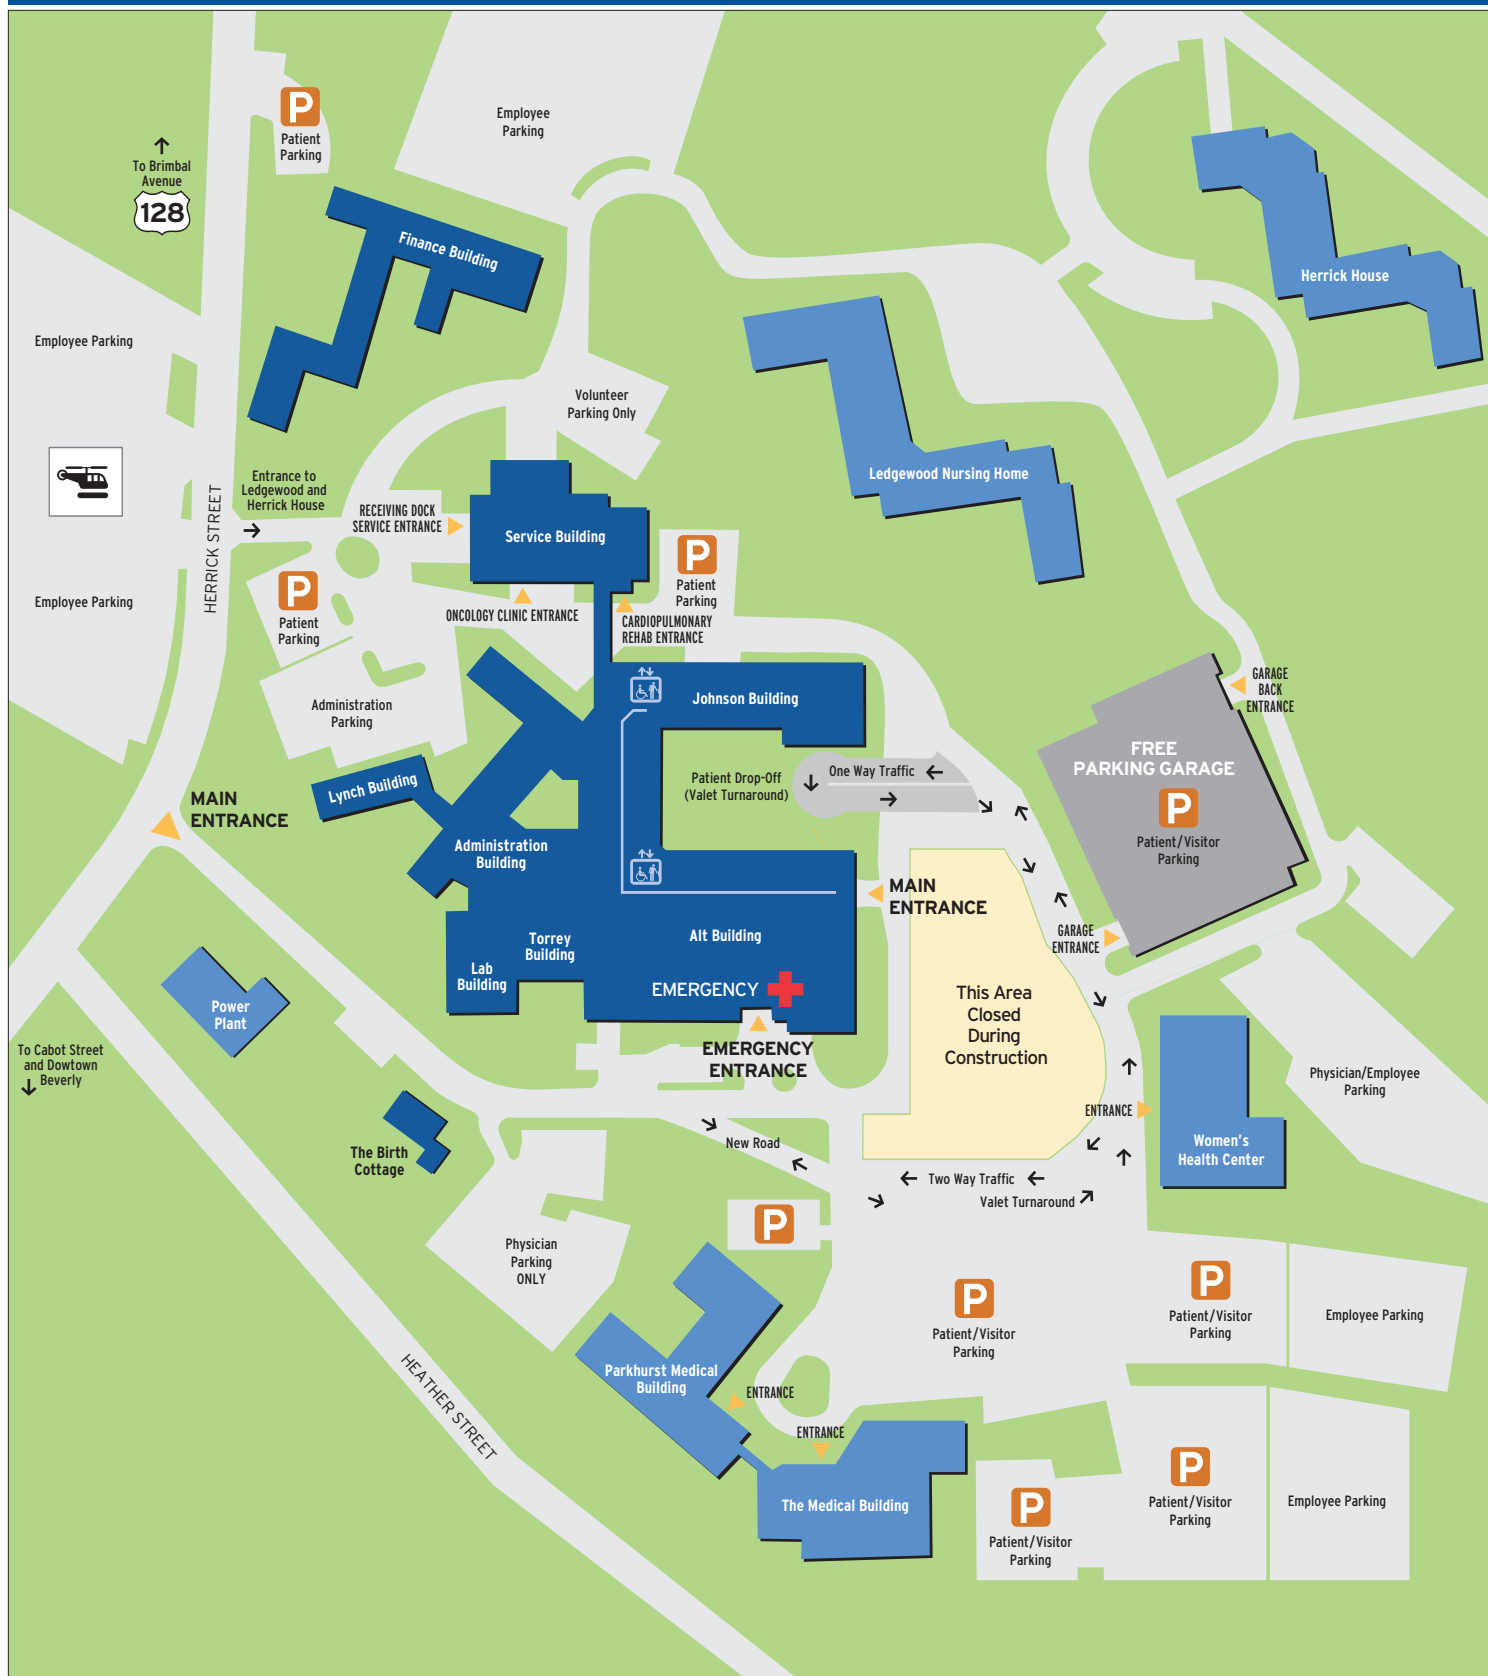 P
Patient
Parking
Employee
Parking
To Brimbal
Avenue
128
Finance Building
Herrick House
Employee Parking
Volunteer
Parking Only
Ledgewood Nursing Home
Entrance to
Ledgewood and
Herrick House
HERRICK STREET
RECEIVING DOCK
SERVICE ENTRANCE
Service Building
P
Patient
Parking
Employee Parking
P
Patient
Parking
ONCOLOGY CLINIC ENTRANCE
CARDIOPULMONARY
REHAB ENTRANCE
Administration
Parking
Johnson Building
GARAGE
BACK
ENTRANCE
FREE
PARKING GARAGE
P
Patient/Visitor
Parking
Lynch Building
Patient Drop-Off
(Valet Turnaround)
One Way Traffic
MAIN
ENTRANCE
Administration
Building
MAIN
ENTRANCE
Alt Building
Torrey
Building
Lab
Building
GARAGE
ENTRANCE
EMERGENCY
EMERGENCY
ENTRANCE
This Area
Closed
During
Construction
Power
Plant
To Cabot Street
and Dowtown
Beverly
Physician/Employee
Parking
ENTRANCE
Women's
Health Center
The Birth
Cottage
New Road
Two Way Traffic
Valet Turnaround
P
Physician
Parking
ONLY
P
Patient/Visitor
Parking
P
Patient/Visitor
Parking
Employee Parking
HEATHER STREET
Parkhurst Medical
Building
ENTRANCE
ENTRANCE
The Medical Building
P
Patient/Visitor
Parking
P
Patient/Visitor
Parking
Employee Parking